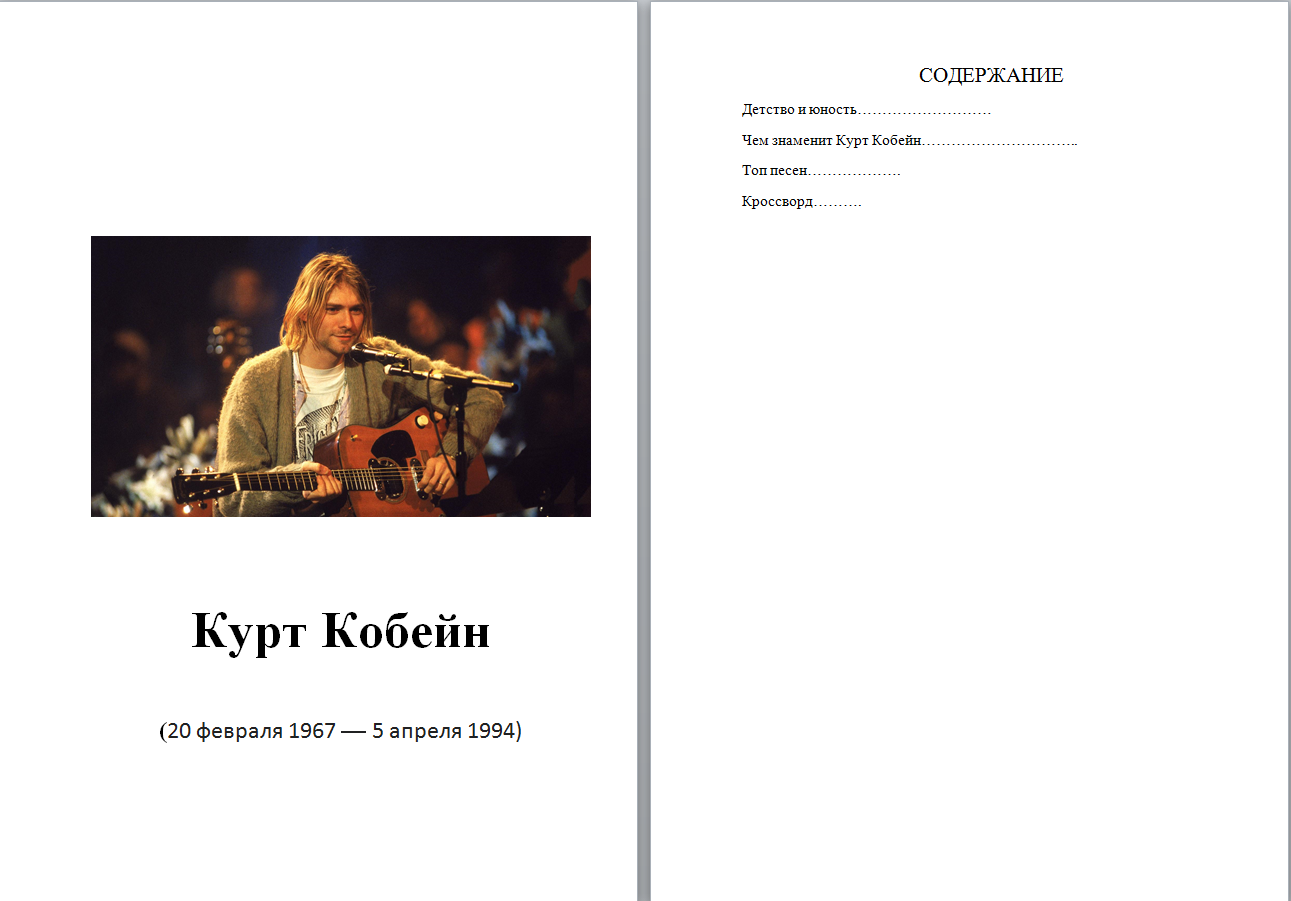 Курт Кобейн
(20 февраля 1967 — 5 апреля 1994)
СОДЕРЖАНИЕ
Детство и юность………………………
Чем знаменит Курт Кобейн…………………………..
Топ песен……………….
Кроссворд……….